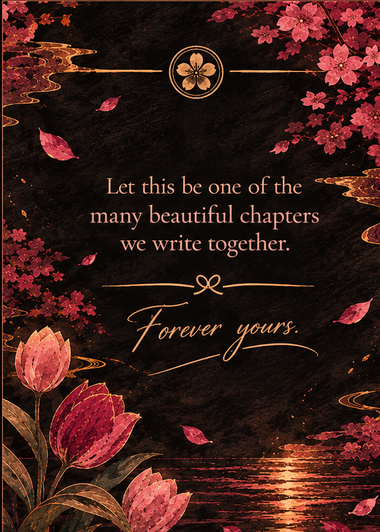 Let this be one of the
many beautiful chapters
we write together.
Forever yours.